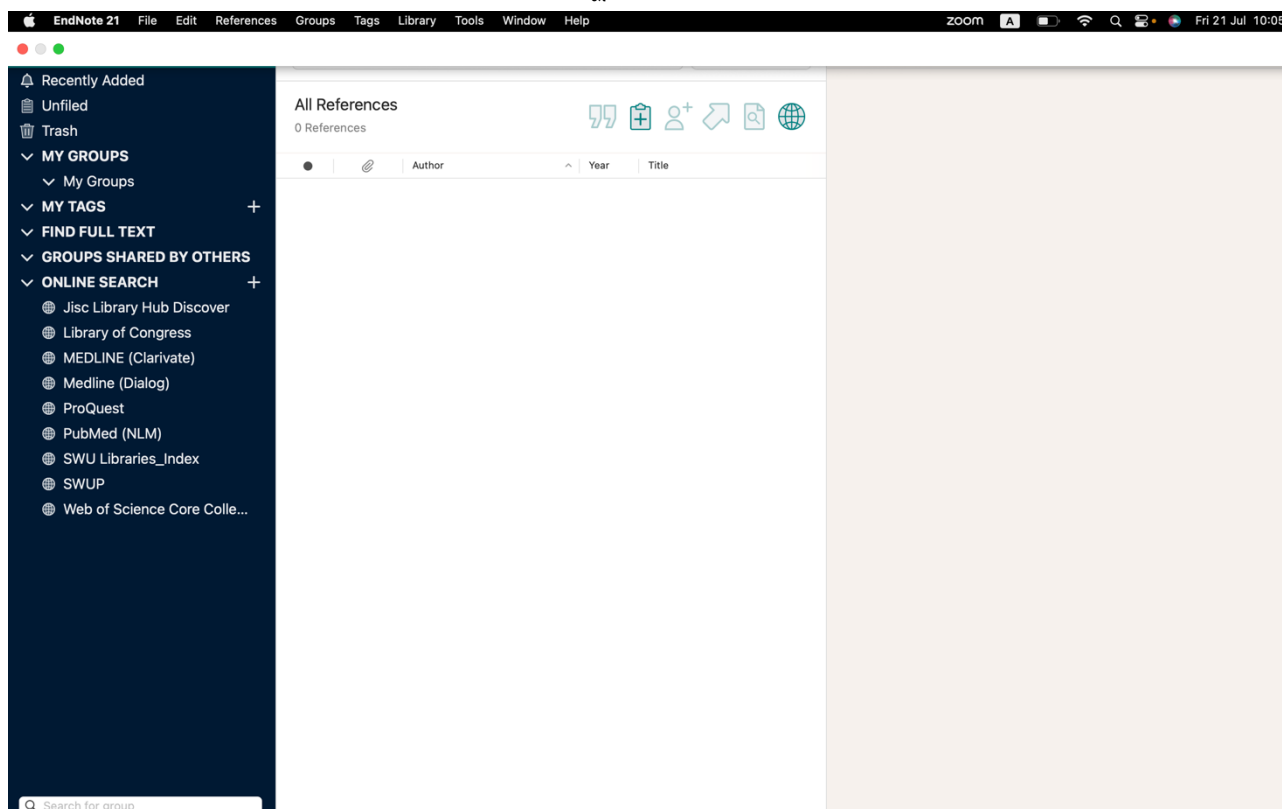 EndNote 21 File Edit References Groups Tags Library Tools Window Help zoom A Fri 21 Jul 10:05
Recently Added
Unfiled
Trash
MY GROUPS
My Groups
MY TAGS +
FIND FULL TEXT
GROUPS SHARED BY OTHERS
ONLINE SEARCH +
Jisc Library Hub Discover
Library of Congress
MEDLINE (Clarivate)
Medline (Dialog)
ProQuest
PubMed (NLM)
SWU Libraries_Index
SWUP
Web of Science Core Colle...
Search for group
All References
0 References
Author Year Title